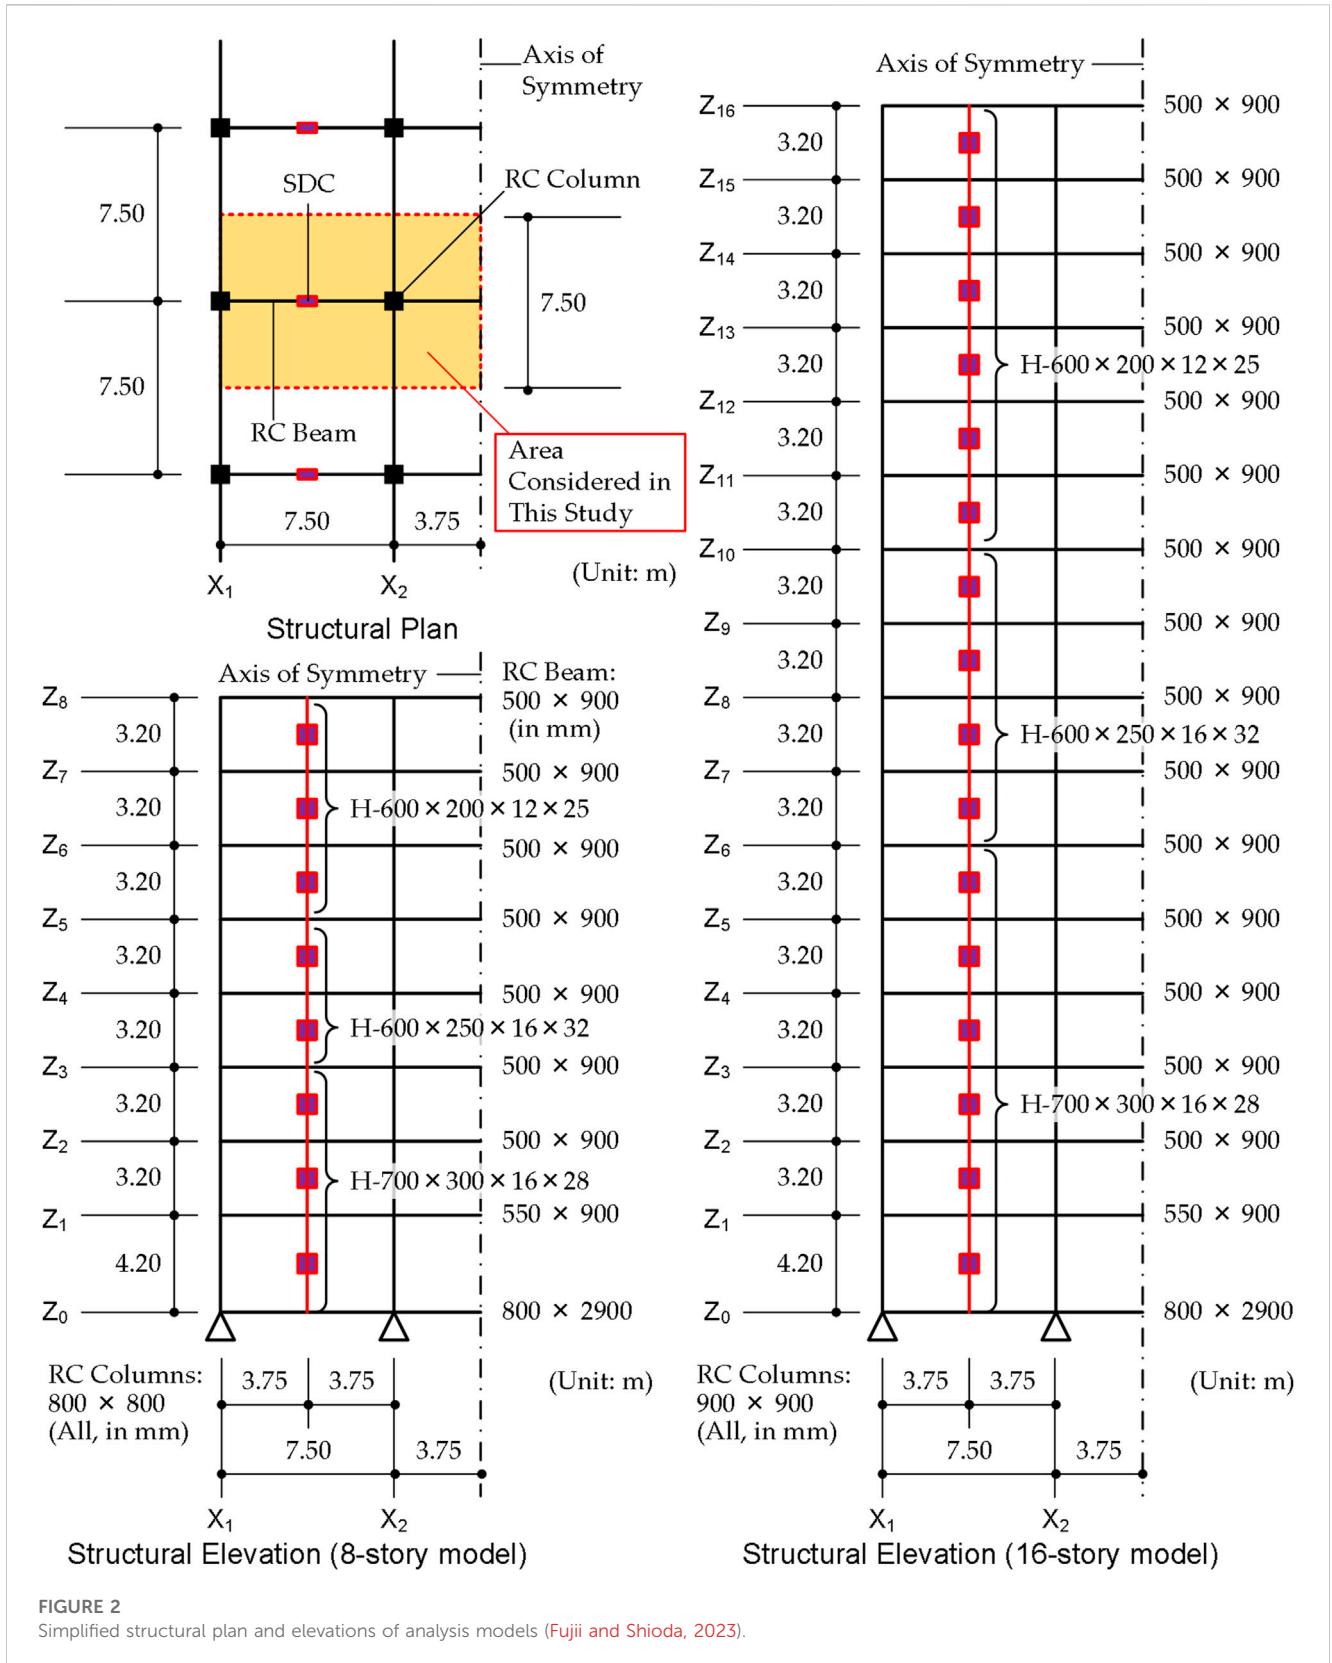 Axis of
Symmetry
SDC
RC Column
7.50
7.50
7.50
RC Beam
Area
Considered in
This Study
7.50
3.75
(Unit: m)
X1
X2
Structural Plan
Axis of Symmetry
RC Beam:
Z8
500 × 900
(in mm)
3.20
Z7
500 × 900
3.20
H-600×200×12×25
Z6
500 × 900
3.20
Z5
500 × 900
3.20
Z4
500 × 900
3.20
H-600×250×16×32
Z3
500 × 900
3.20
Z2
500 × 900
3.20
H-700×300×16×28
Z1
550 × 900
4.20
Z0
800 × 2900
RC Columns:
800 × 800
(All, in mm)
3.75
3.75
(Unit: m)
7.50
3.75
X1
X2
Structural Elevation (8-story model)
Axis of Symmetry
Z16
500 × 900
3.20
Z15
500 × 900
3.20
Z14
500 × 900
3.20
Z13
500 × 900
3.20
H-600×200×12×25
Z12
500 × 900
3.20
Z11
500 × 900
3.20
Z10
500 × 900
3.20
Z9
500 × 900
3.20
Z8
500 × 900
3.20
H-600×250×16×32
Z7
500 × 900
3.20
Z6
500 × 900
3.20
Z5
500 × 900
3.20
Z4
500 × 900
3.20
Z3
500 × 900
3.20
H-700×300×16×28
Z2
500 × 900
3.20
Z1
550 × 900
4.20
Z0
800 × 2900
RC Columns:
900 × 900
(All, in mm)
3.75
3.75
(Unit: m)
7.50
3.75
X1
X2
Structural Elevation (16-story model)
FIGURE 2
Simplified structural plan and elevations of analysis models (Fujii and Shioda, 2023).